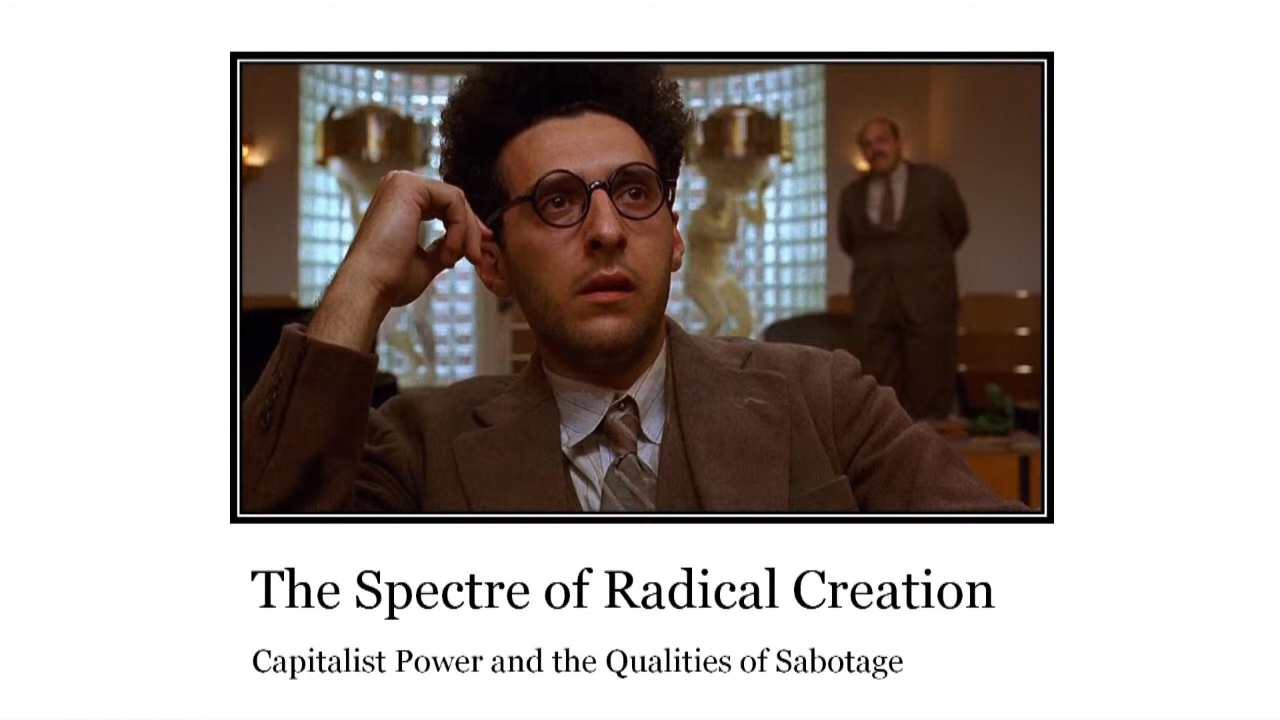 The Spectre of Radical Creation
Capitalist Power and the Qualities of Sabotage